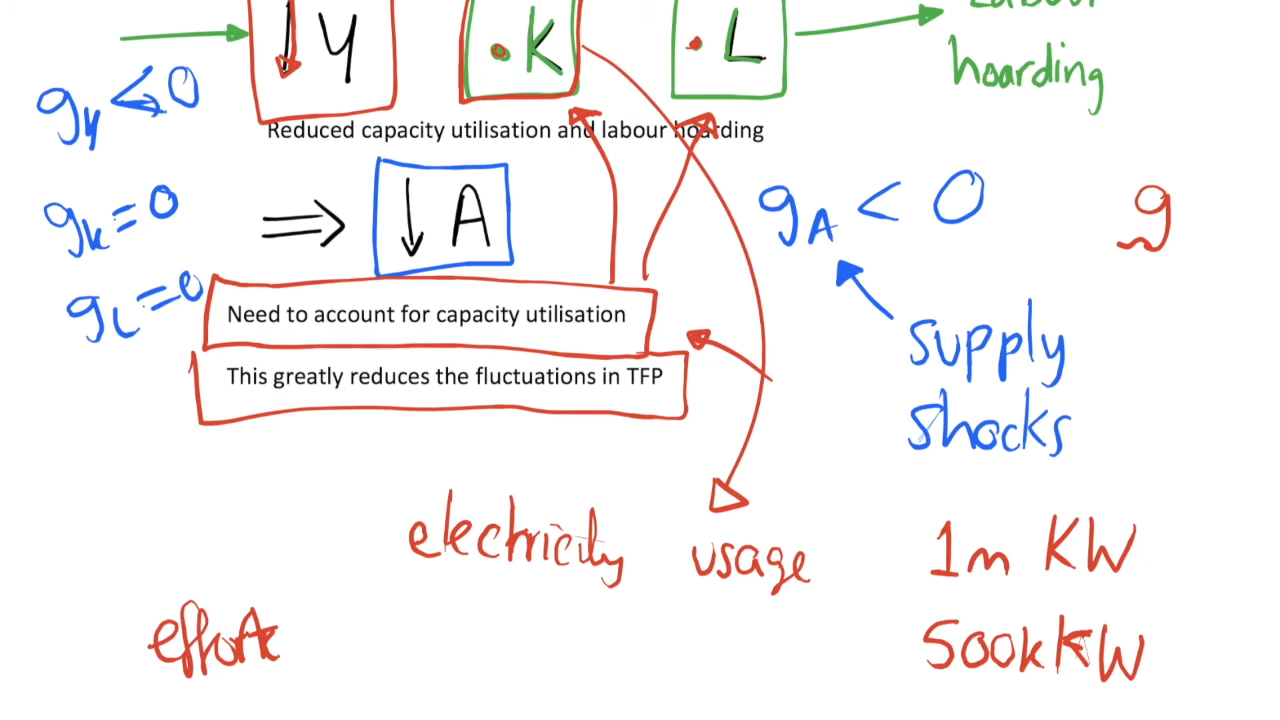 Labour
↓ Y · K · L
hoarding
g_y < 0
Reduced capacity utilisation and labour hoarding
g_k = 0 ⇒ ↓ A g_A < 0 g
g_L = 0
Need to account for capacity utilisation
supply
This greatly reduces the fluctuations in TFP
shocks
electricity usage 1m KW
effort 500k KW